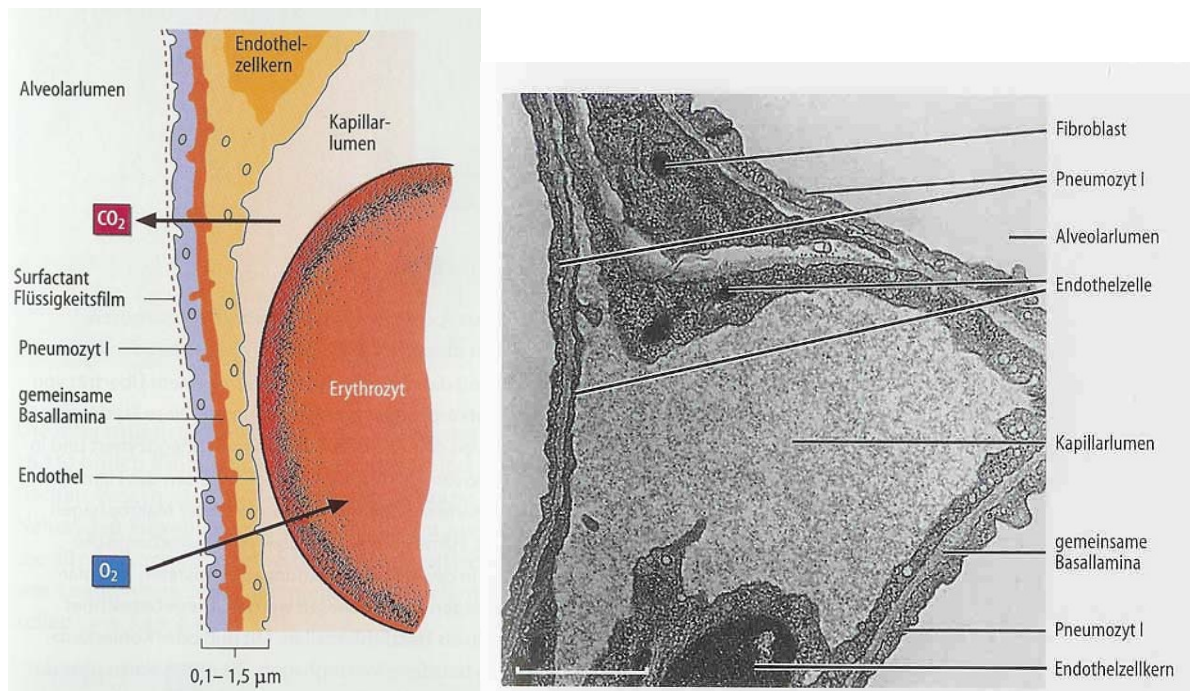 Endothel-
zellkern
Alveolarlumen
Kapillar-
lumen
CO₂
Surfactant
Flüssigkeitsfilm
Pneumozyt I
gemeinsame
Basallamina
Erythrozyt
Endothel
O₂
0,1– 1,5 µm
Fibroblast
Pneumozyt I
Alveolarlumen
Endothelzelle
Kapillarlumen
gemeinsame
Basallamina
Pneumozyt I
Endothelzellkern